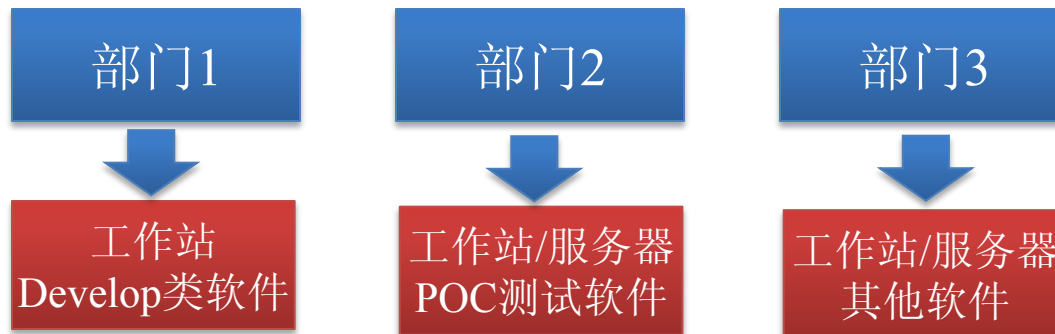 部门1
部门2
部门3
工作站
Develop类软件
工作站/服务器
POC测试软件
工作站/服务器
其他软件